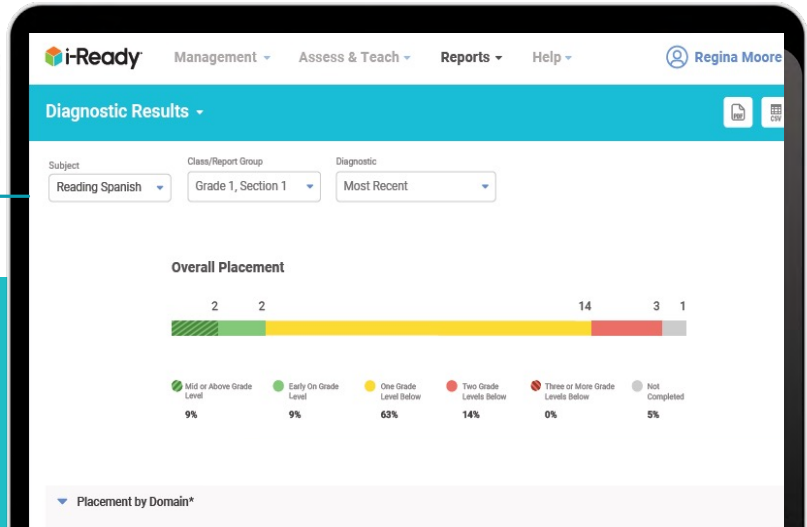 i-Ready Management Assess & Teach Reports Help Regina Moore
Diagnostic Results PDF CSV
Subject Class/Report Group Diagnostic
Reading Spanish Grade 1, Section 1 Most Recent
Overall Placement
2 2 14 3 1
Mid or Above Grade Level
9%
Early On Grade Level
9%
One Grade Level Below
63%
Two Grade Levels Below
14%
Three or More Grade Levels Below
0%
Not Completed
5%
Placement by Domain*